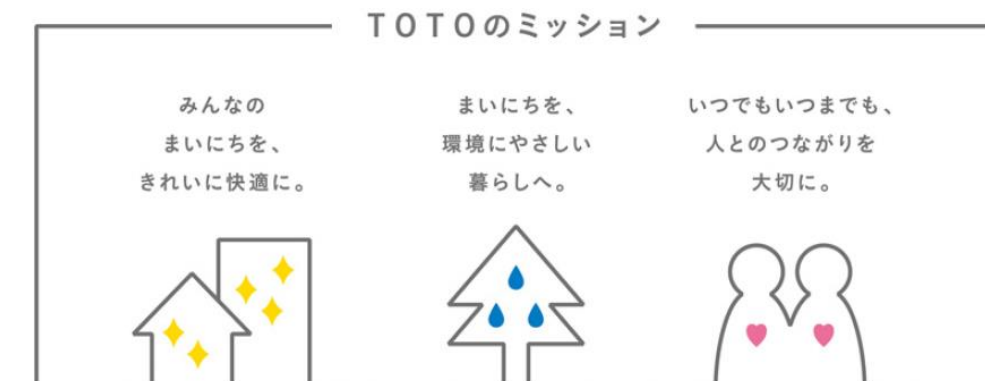 TOTOのミッション
みんなの
まいにちを、
きれいに快適に。
まいにちを、
環境にやさしい
暮らしへ。
いつでもいつまでも、
人とのつながりを
大切に。